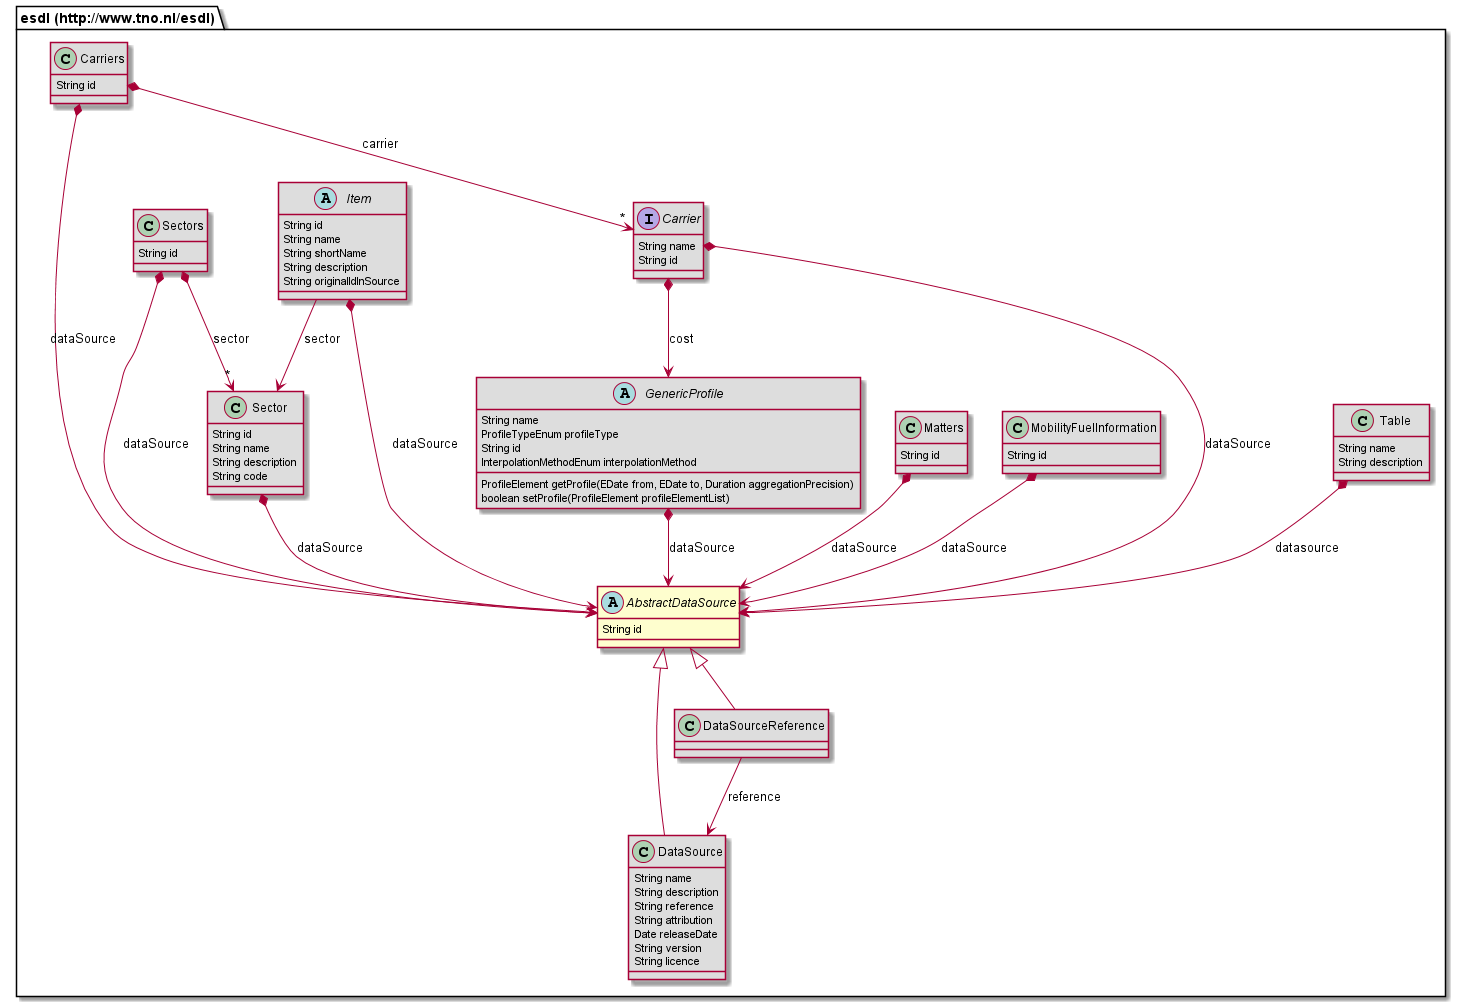 esdl (http://www.tno.nl/esdl)
C Carriers
String id
carrier
*
dataSource
C Sectors
String id
sector
*
dataSource
A Item
String id
String name
String shortName
String description
String originalIdInSource
sector
dataSource
I Carrier
String name
String id
cost
dataSource
C Sector
String id
String name
String description
String code
dataSource
A GenericProfile
String name
ProfileTypeEnum profileType
String id
InterpolationMethodEnum interpolationMethod
ProfileElement getProfile(EDate from, EDate to, Duration aggregationPrecision)
boolean setProfile(ProfileElement profileElementList)
dataSource
C Matters
String id
dataSource
C MobilityFuelInformation
String id
dataSource
C Table
String name
String description
datasource
A AbstractDataSource
String id
C DataSourceReference
reference
C DataSource
String name
String description
String reference
String attribution
Date releaseDate
String version
String licence